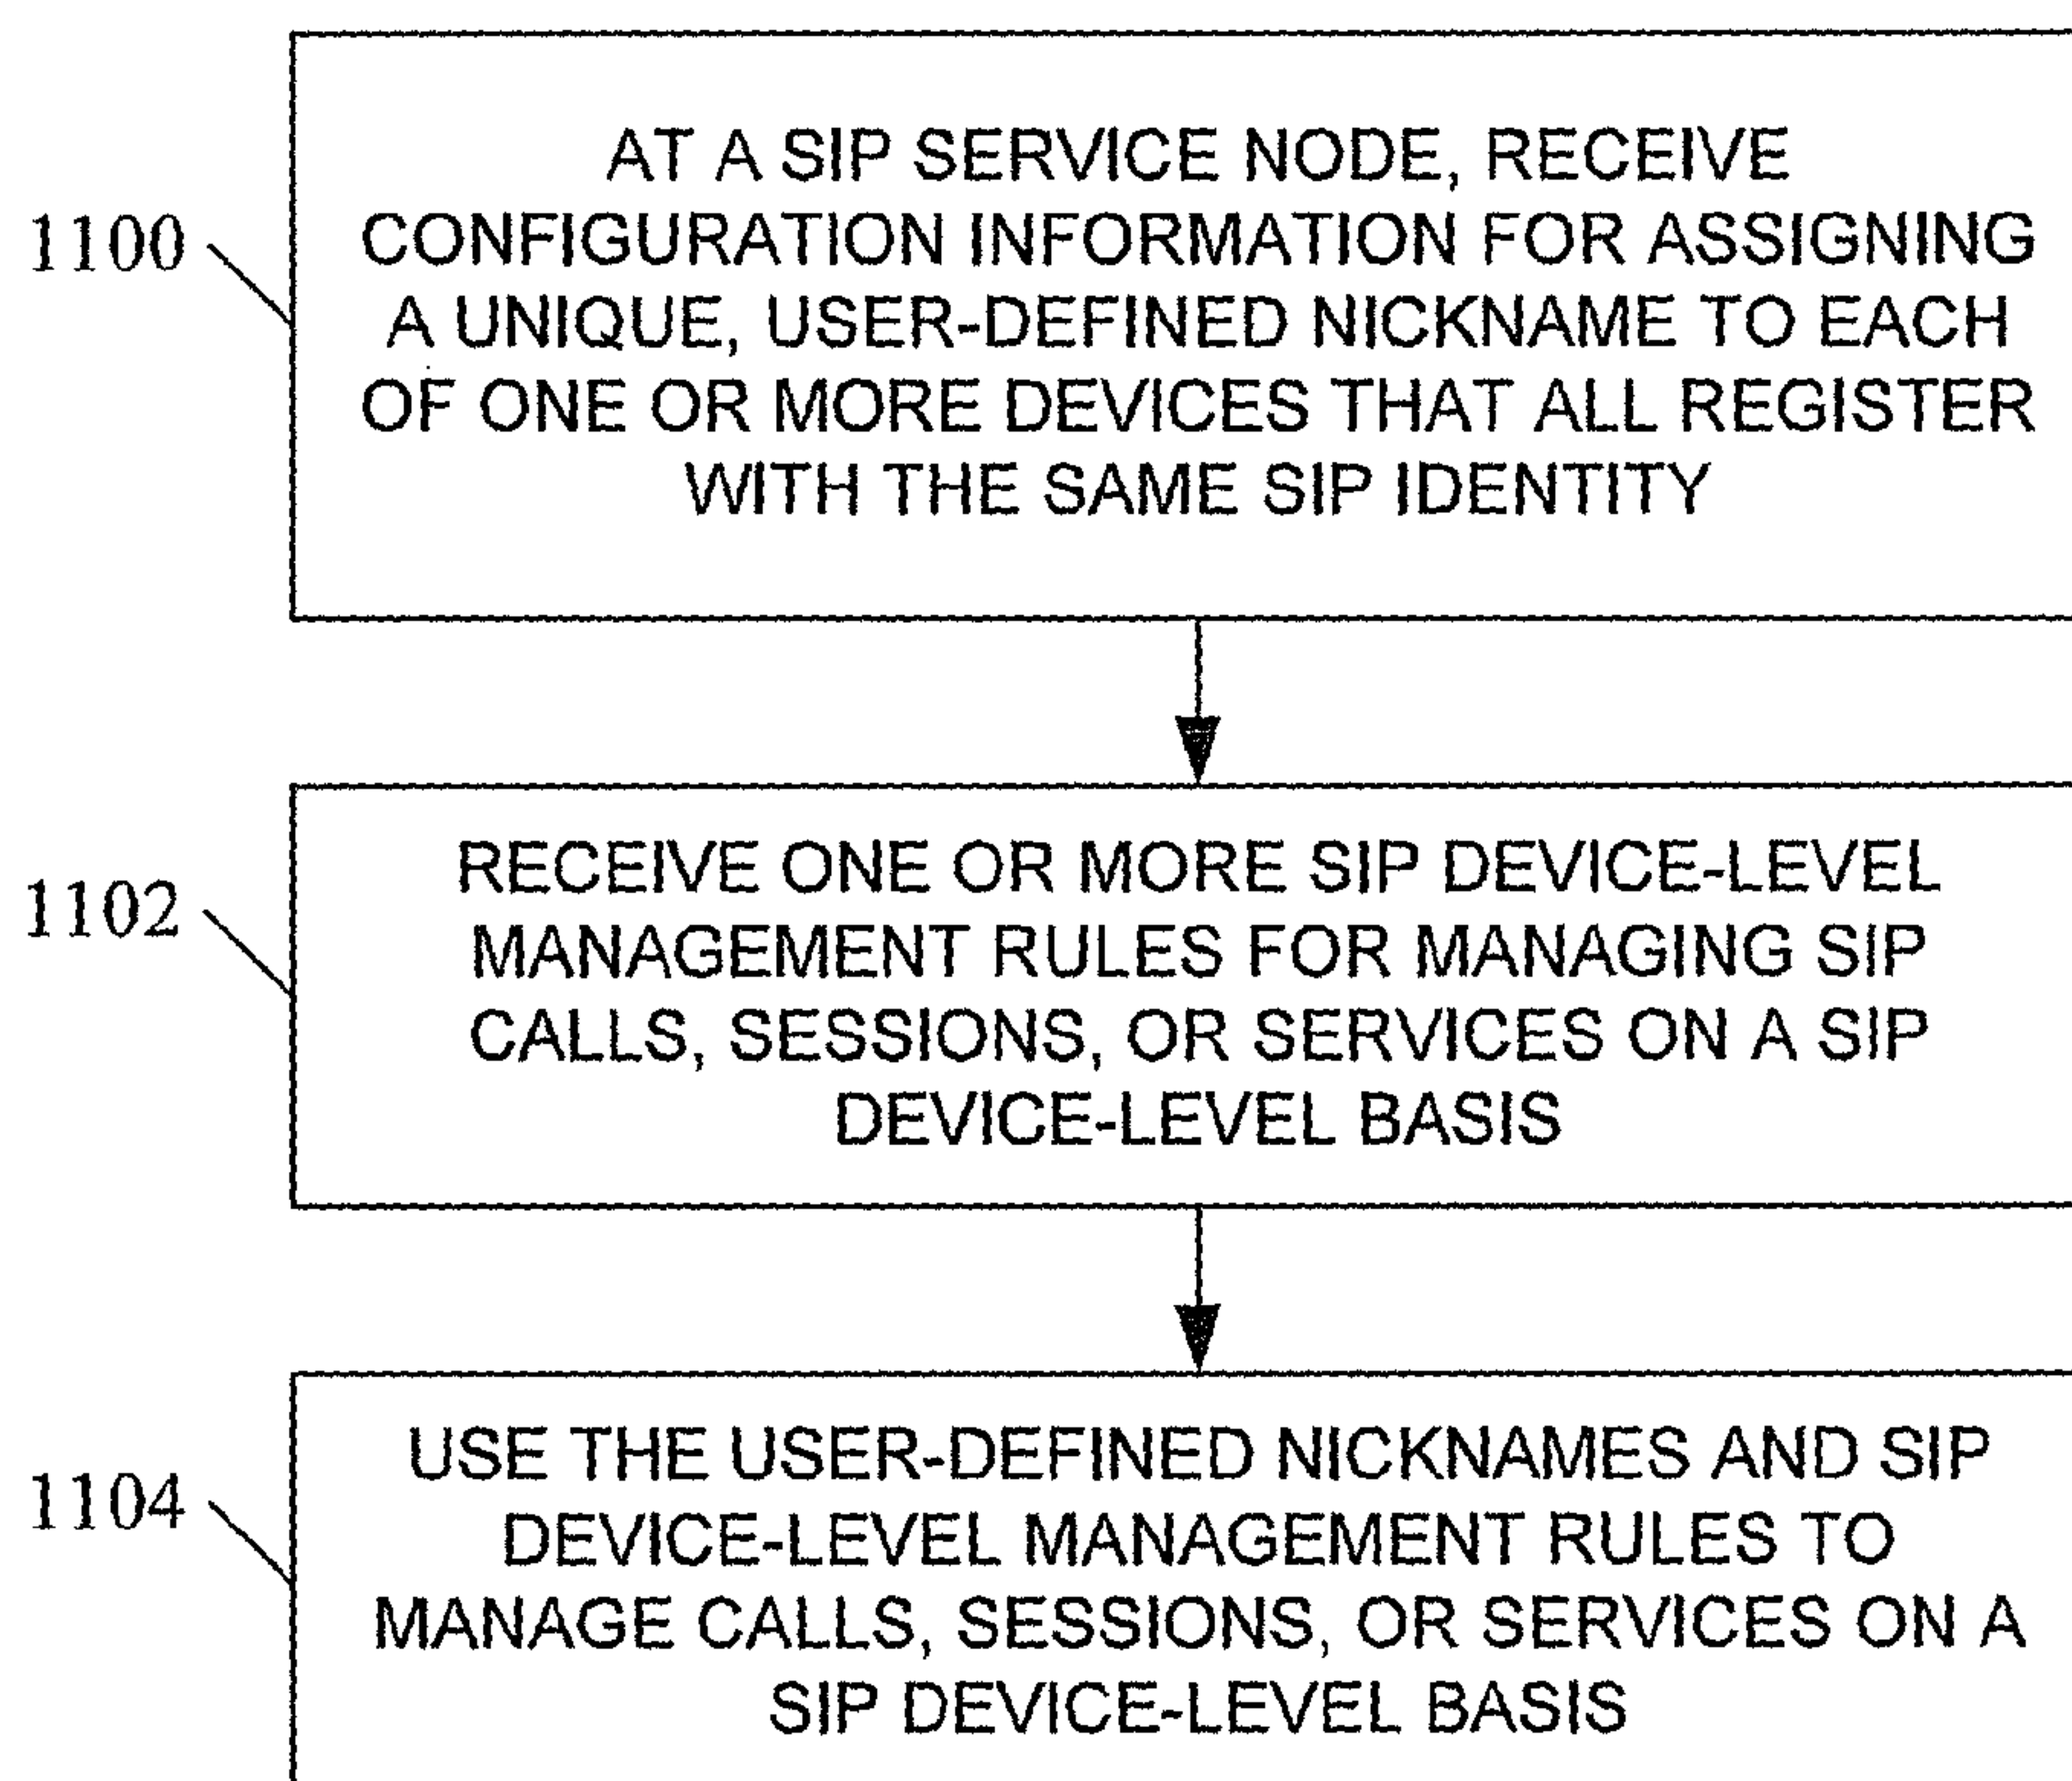 1100
AT A SIP SERVICE NODE, RECEIVE
CONFIGURATION INFORMATION FOR ASSIGNING
A UNIQUE, USER-DEFINED NICKNAME TO EACH
OF ONE OR MORE DEVICES THAT ALL REGISTER
WITH THE SAME SIP IDENTITY
1102
RECEIVE ONE OR MORE SIP DEVICE-LEVEL
MANAGEMENT RULES FOR MANAGING SIP
CALLS, SESSIONS, OR SERVICES ON A SIP
DEVICE-LEVEL BASIS
1104
USE THE USER-DEFINED NICKNAMES AND SIP
DEVICE-LEVEL MANAGEMENT RULES TO
MANAGE CALLS, SESSIONS, OR SERVICES ON A
SIP DEVICE-LEVEL BASIS